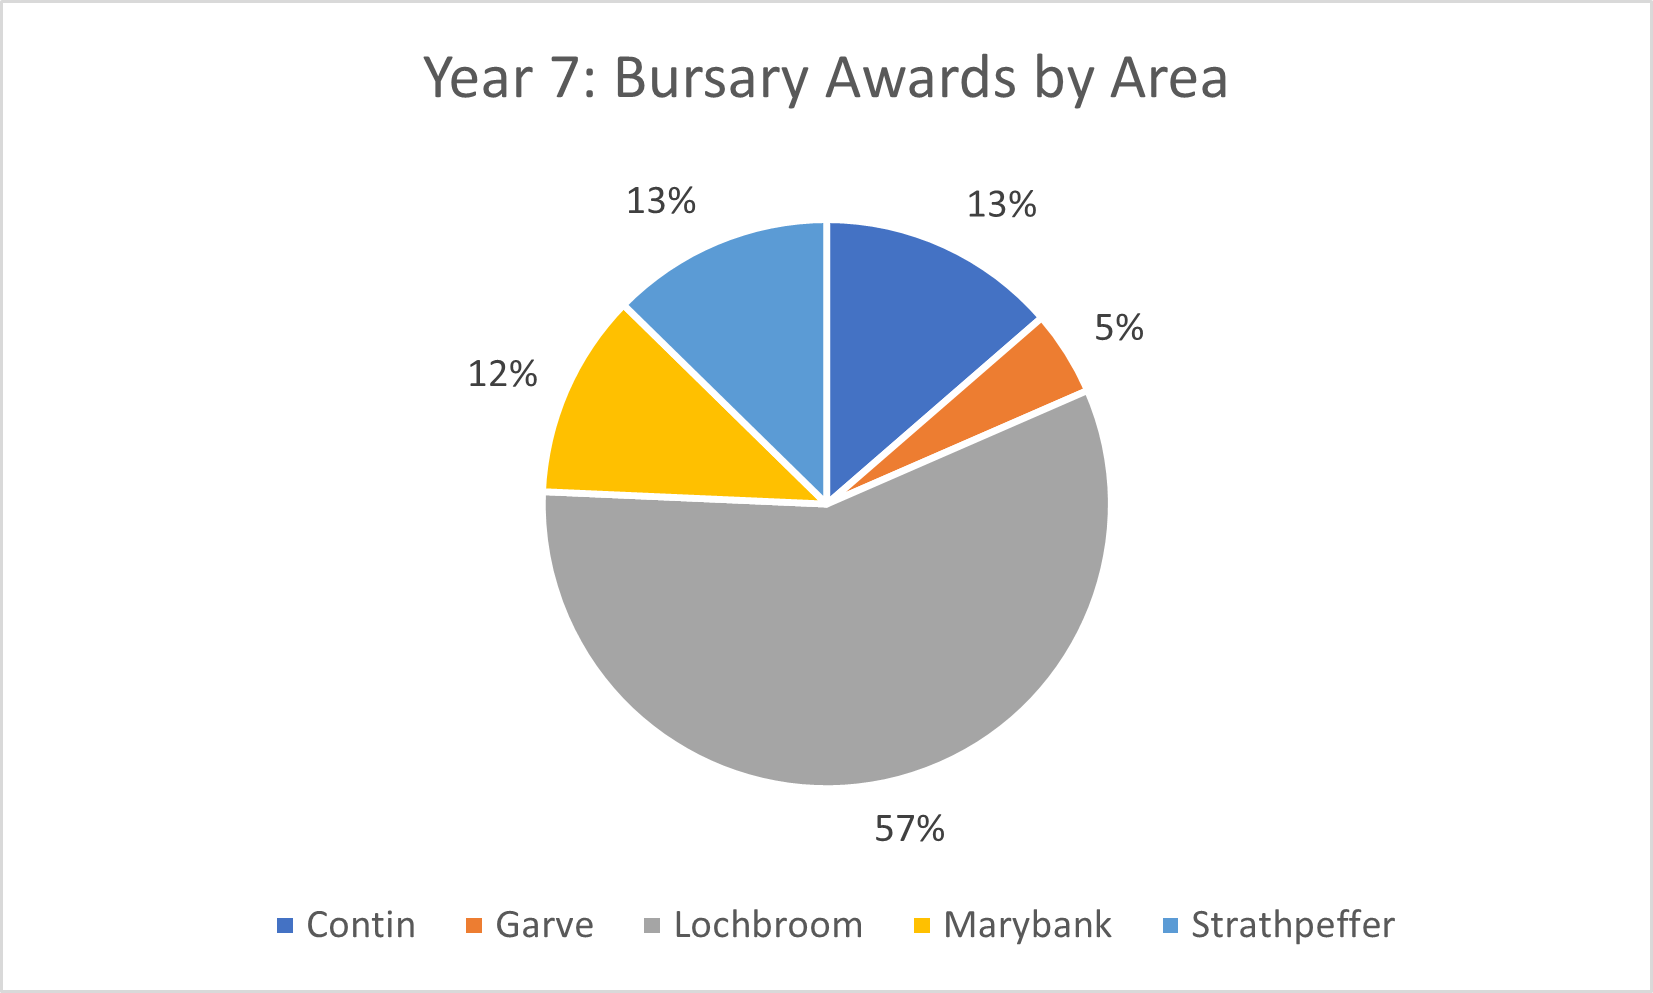 Year 7: Bursary Awards by Area
13%
13%
5%
12%
57%
Contin Garve Lochbroom Marybank Strathpeffer